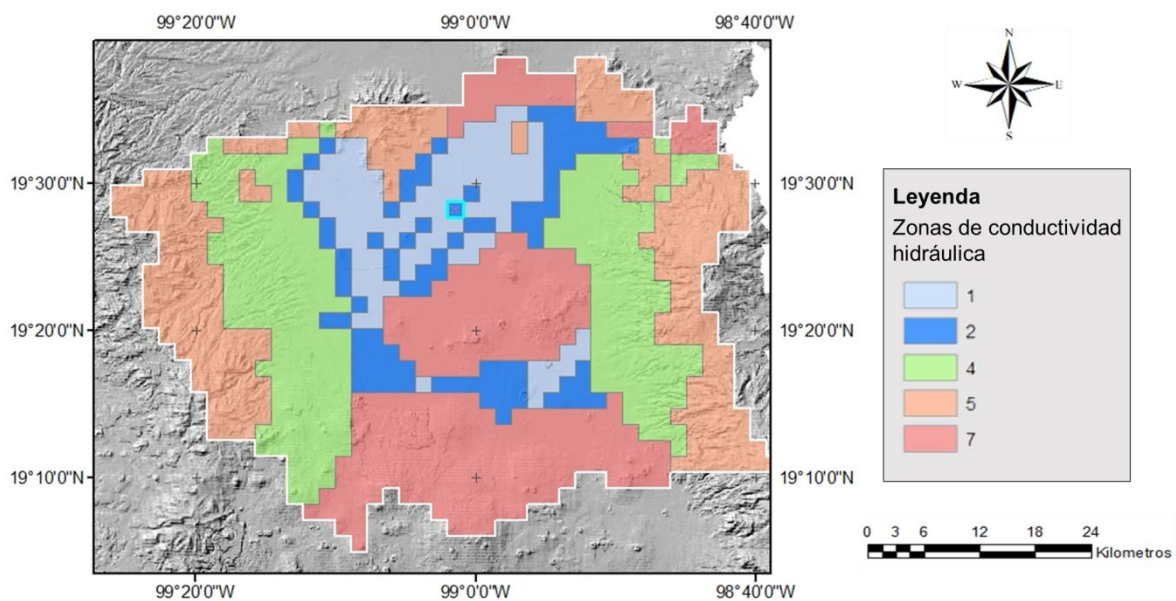 99°20'0"W 99°0'0"W 98°40'0"W
N
W E
S
19°30'0"N 19°30'0"N
19°20'0"N 19°20'0"N
19°10'0"N 19°10'0"N
99°20'0"W 99°0'0"W 98°40'0"W
Leyenda
Zonas de conductividad
hidráulica
1
2
4
5
7
0 3 6 12 18 24
Kilometros